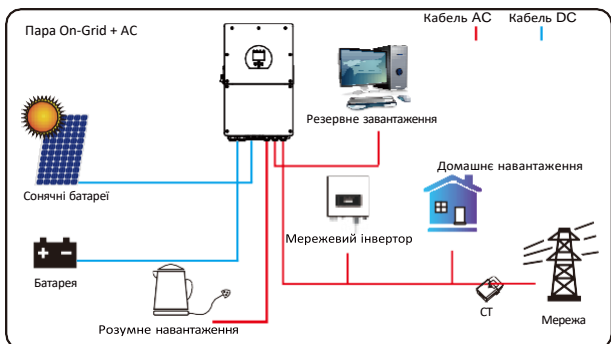 Пара On-Grid + AC
Кабель AC
Кабель DC
Резервне завантаження
Домашнє навантаження
Сонячні батареї
Мережевий інвертор
Батарея
Розумне навантаження
CT
Мережа